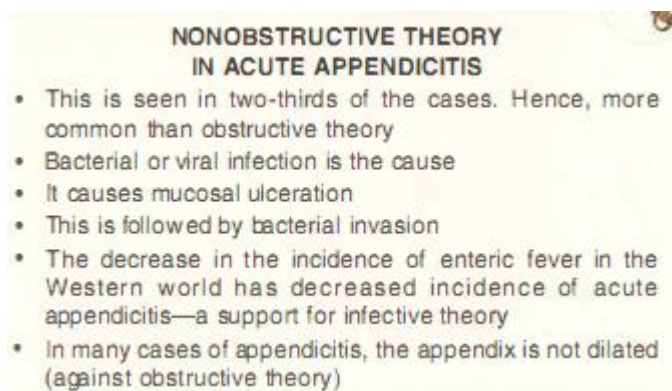 NONOBSTRUCTIVE THEORY
IN ACUTE APPENDICITIS
• This is seen in two-thirds of the cases. Hence, more
common than obstructive theory
• Bacterial or viral infection is the cause
• It causes mucosal ulceration
• This is followed by bacterial invasion
• The decrease in the incidence of enteric fever in the
Western world has decreased incidence of acute
appendicitis—a support for infective theory
• In many cases of appendicitis, the appendix is not dilated
(against obstructive theory)